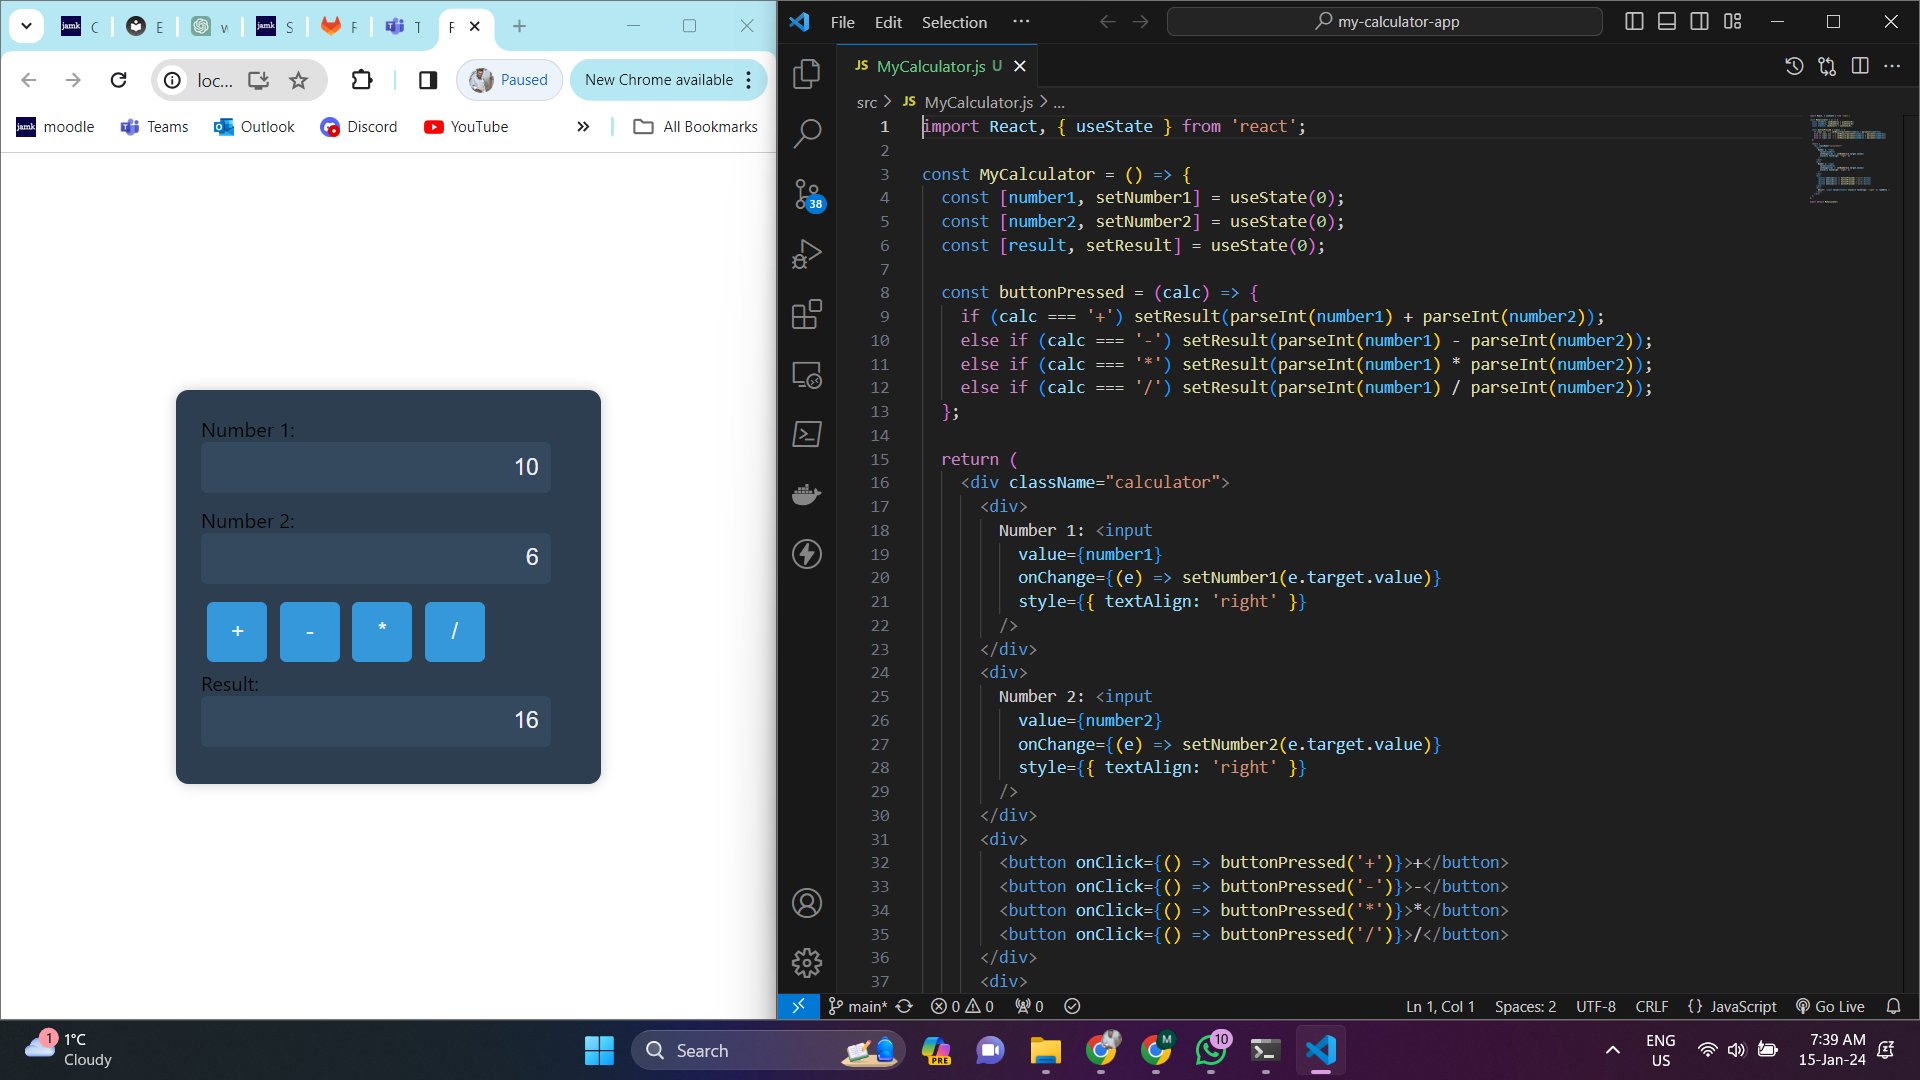 jamk C
E
w
jamk S
F
T
F
loc...
Paused
New Chrome available
jamk moodle
Teams
Outlook
Discord
YouTube
All Bookmarks
Number 1:
10
Number 2:
6
+
-
*
/
Result:
16
File
Edit
Selection
my-calculator-app
JS MyCalculator.js U
src > JS MyCalculator.js > ...
38
1 import React, { useState } from 'react';
2
3 const MyCalculator = () => {
4 const [number1, setNumber1] = useState(0);
5 const [number2, setNumber2] = useState(0);
6 const [result, setResult] = useState(0);
7
8 const buttonPressed = (calc) => {
9 if (calc === '+') setResult(parseInt(number1) + parseInt(number2));
10 else if (calc === '-') setResult(parseInt(number1) - parseInt(number2));
11 else if (calc === '*') setResult(parseInt(number1) * parseInt(number2));
12 else if (calc === '/') setResult(parseInt(number1) / parseInt(number2));
13 };
14
15 return (
16 <div className="calculator">
17 <div>
18 Number 1: <input
19 value={number1}
20 onChange={(e) => setNumber1(e.target.value)}
21 style={{ textAlign: 'right' }}
22 />
23 </div>
24 <div>
25 Number 2: <input
26 value={number2}
27 onChange={(e) => setNumber2(e.target.value)}
28 style={{ textAlign: 'right' }}
29 />
30 </div>
31 <div>
32 <button onClick={() => buttonPressed('+')}>+</button>
33 <button onClick={() => buttonPressed('-')}>-</button>
34 <button onClick={() => buttonPressed('*')}>*</button>
35 <button onClick={() => buttonPressed('/')}>/</button>
36 </div>
37 <div>
main*
0
0
0
Ln 1, Col 1
Spaces: 2
UTF-8
CRLF
{ } JavaScript
Go Live
1
1°C
Cloudy
Search
PRE
M
10
ENG
US
7:39 AM
15-Jan-24